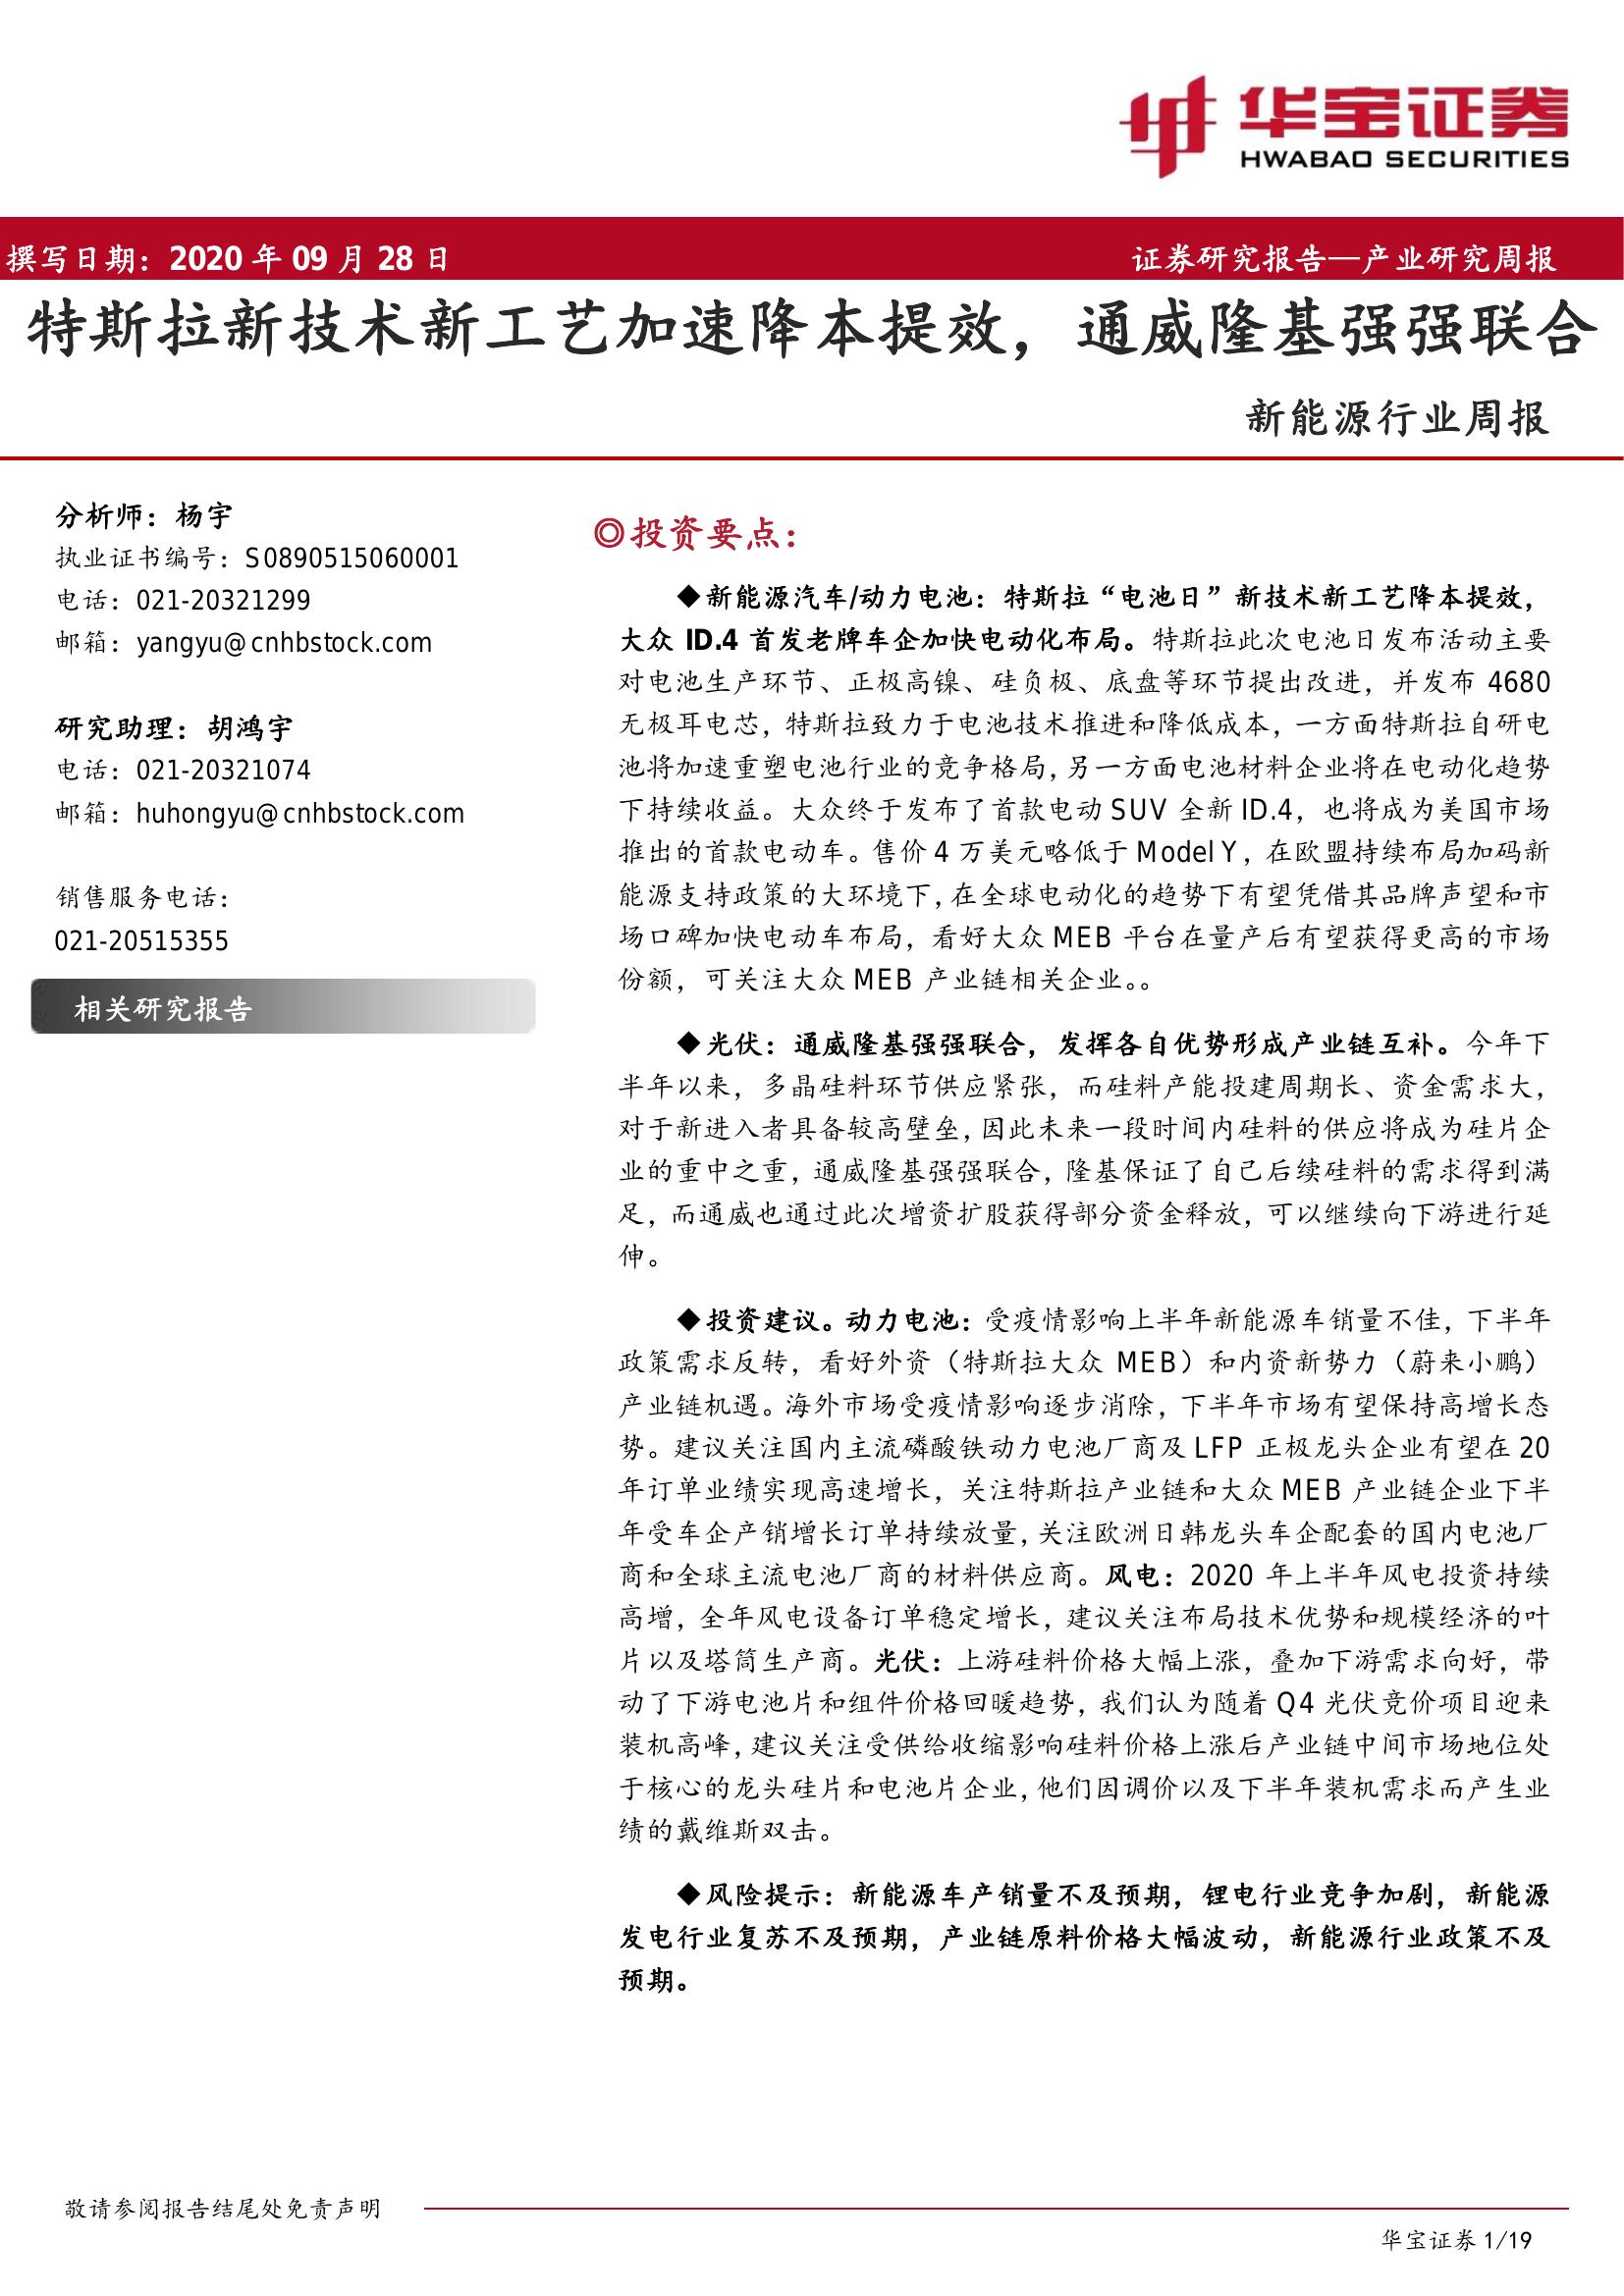 华宝证券
HWABAO SECURITIES
撰写日期：2020 年 09 月 28 日
证券研究报告—产业研究周报
特斯拉新技术新工艺加速降本提效，通威隆基强强联合
新能源行业周报
分析师：杨宇
执业证书编号：S0890515060001
电话：021-20321299
邮箱：yangyu@cnhbstock.com
研究助理：胡鸿宇
电话：021-20321074
邮箱：huhongyu@cnhbstock.com
销售服务电话：
021-20515355
相关研究报告
◎投资要点：
◆新能源汽车/动力电池：特斯拉“电池日”新技术新工艺降本提效，
大众 ID.4 首发老牌车企加快电动化布局。特斯拉此次电池日发布活动主要
对电池生产环节、正极高镍、硅负极、底盘等环节提出改进，并发布 4680
无极耳电芯，特斯拉致力于电池技术推进和降低成本，一方面特斯拉自研电
池将加速重塑电池行业的竞争格局，另一方面电池材料企业将在电动化趋势
下持续收益。大众终于发布了首款电动 SUV 全新 ID.4，也将成为美国市场
推出的首款电动车。售价 4 万美元略低于 Model Y，在欧盟持续布局加码新
能源支持政策的大环境下，在全球电动化的趋势下有望凭借其品牌声望和市
场口碑加快电动车布局，看好大众 MEB 平台在量产后有望获得更高的市场
份额，可关注大众 MEB 产业链相关企业。。
◆光伏：通威隆基强强联合，发挥各自优势形成产业链互补。今年下
半年以来，多晶硅料环节供应紧张，而硅料产能投建周期长、资金需求大，
对于新进入者具备较高壁垒，因此未来一段时间内硅料的供应将成为硅片企
业的重中之重，通威隆基强强联合，隆基保证了自己后续硅料的需求得到满
足，而通威也通过此次增资扩股获得部分资金释放，可以继续向下游进行延
伸。
◆投资建议。动力电池：受疫情影响上半年新能源车销量不佳，下半年
政策需求反转，看好外资（特斯拉大众 MEB）和内资新势力（蔚来小鹏）
产业链机遇。海外市场受疫情影响逐步消除，下半年市场有望保持高增长态
势。建议关注国内主流磷酸铁动力电池厂商及 LFP 正极龙头企业有望在 20
年订单业绩实现高速增长，关注特斯拉产业链和大众 MEB 产业链企业下半
年受车企产销增长订单持续放量，关注欧洲日韩龙头车企配套的国内电池厂
商和全球主流电池厂商的材料供应商。风电：2020 年上半年风电投资持续
高增，全年风电设备订单稳定增长，建议关注布局技术优势和规模经济的叶
片以及塔筒生产商。光伏：上游硅料价格大幅上涨，叠加下游需求向好，带
动了下游电池片和组件价格回暖趋势，我们认为随着 Q4 光伏竞价项目迎来
装机高峰，建议关注受供给收缩影响硅料价格上涨后产业链中间市场地位处
于核心的龙头硅片和电池片企业，他们因调价以及下半年装机需求而产生业
绩的戴维斯双击。
◆风险提示：新能源车产销量不及预期，锂电行业竞争加剧，新能源
发电行业复苏不及预期，产业链原料价格大幅波动，新能源行业政策不及
预期。
敬请参阅报告结尾处免责声明
华宝证券 1/19